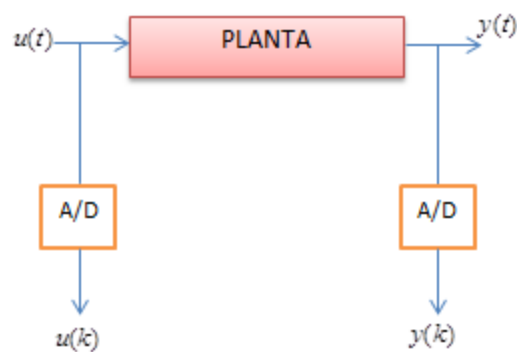 u(t)
PLANTA
y(t)
A/D
A/D
u(k)
y(k)